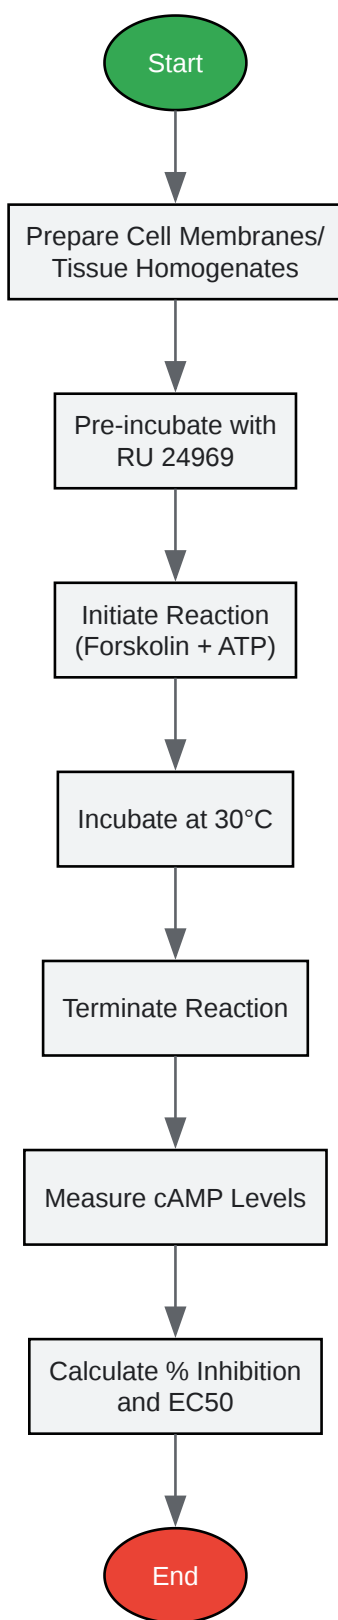 Start
Prepare Cell Membranes/
Tissue Homogenates
Pre-incubate with
RU 24969
Initiate Reaction
(Forskolin + ATP)
Incubate at 30°C
Terminate Reaction
Measure cAMP Levels
Calculate % Inhibition
and EC50
End